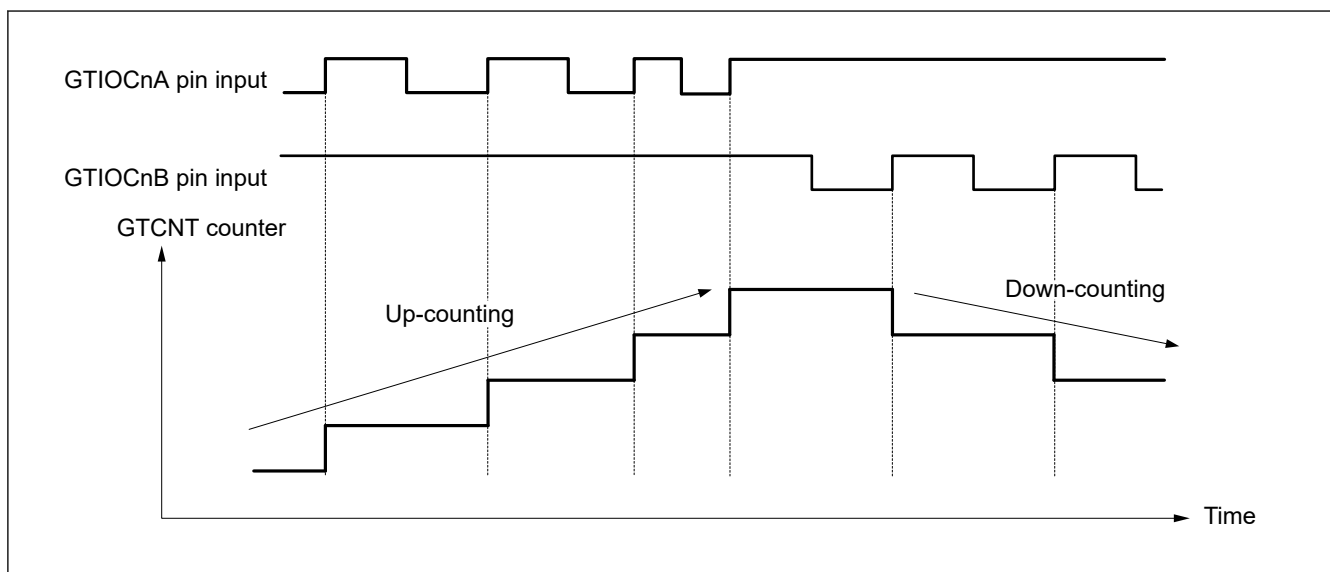 GTIOCnA pin input
GTIOCnB pin input
GTCNT counter
Up-counting
Down-counting
Time